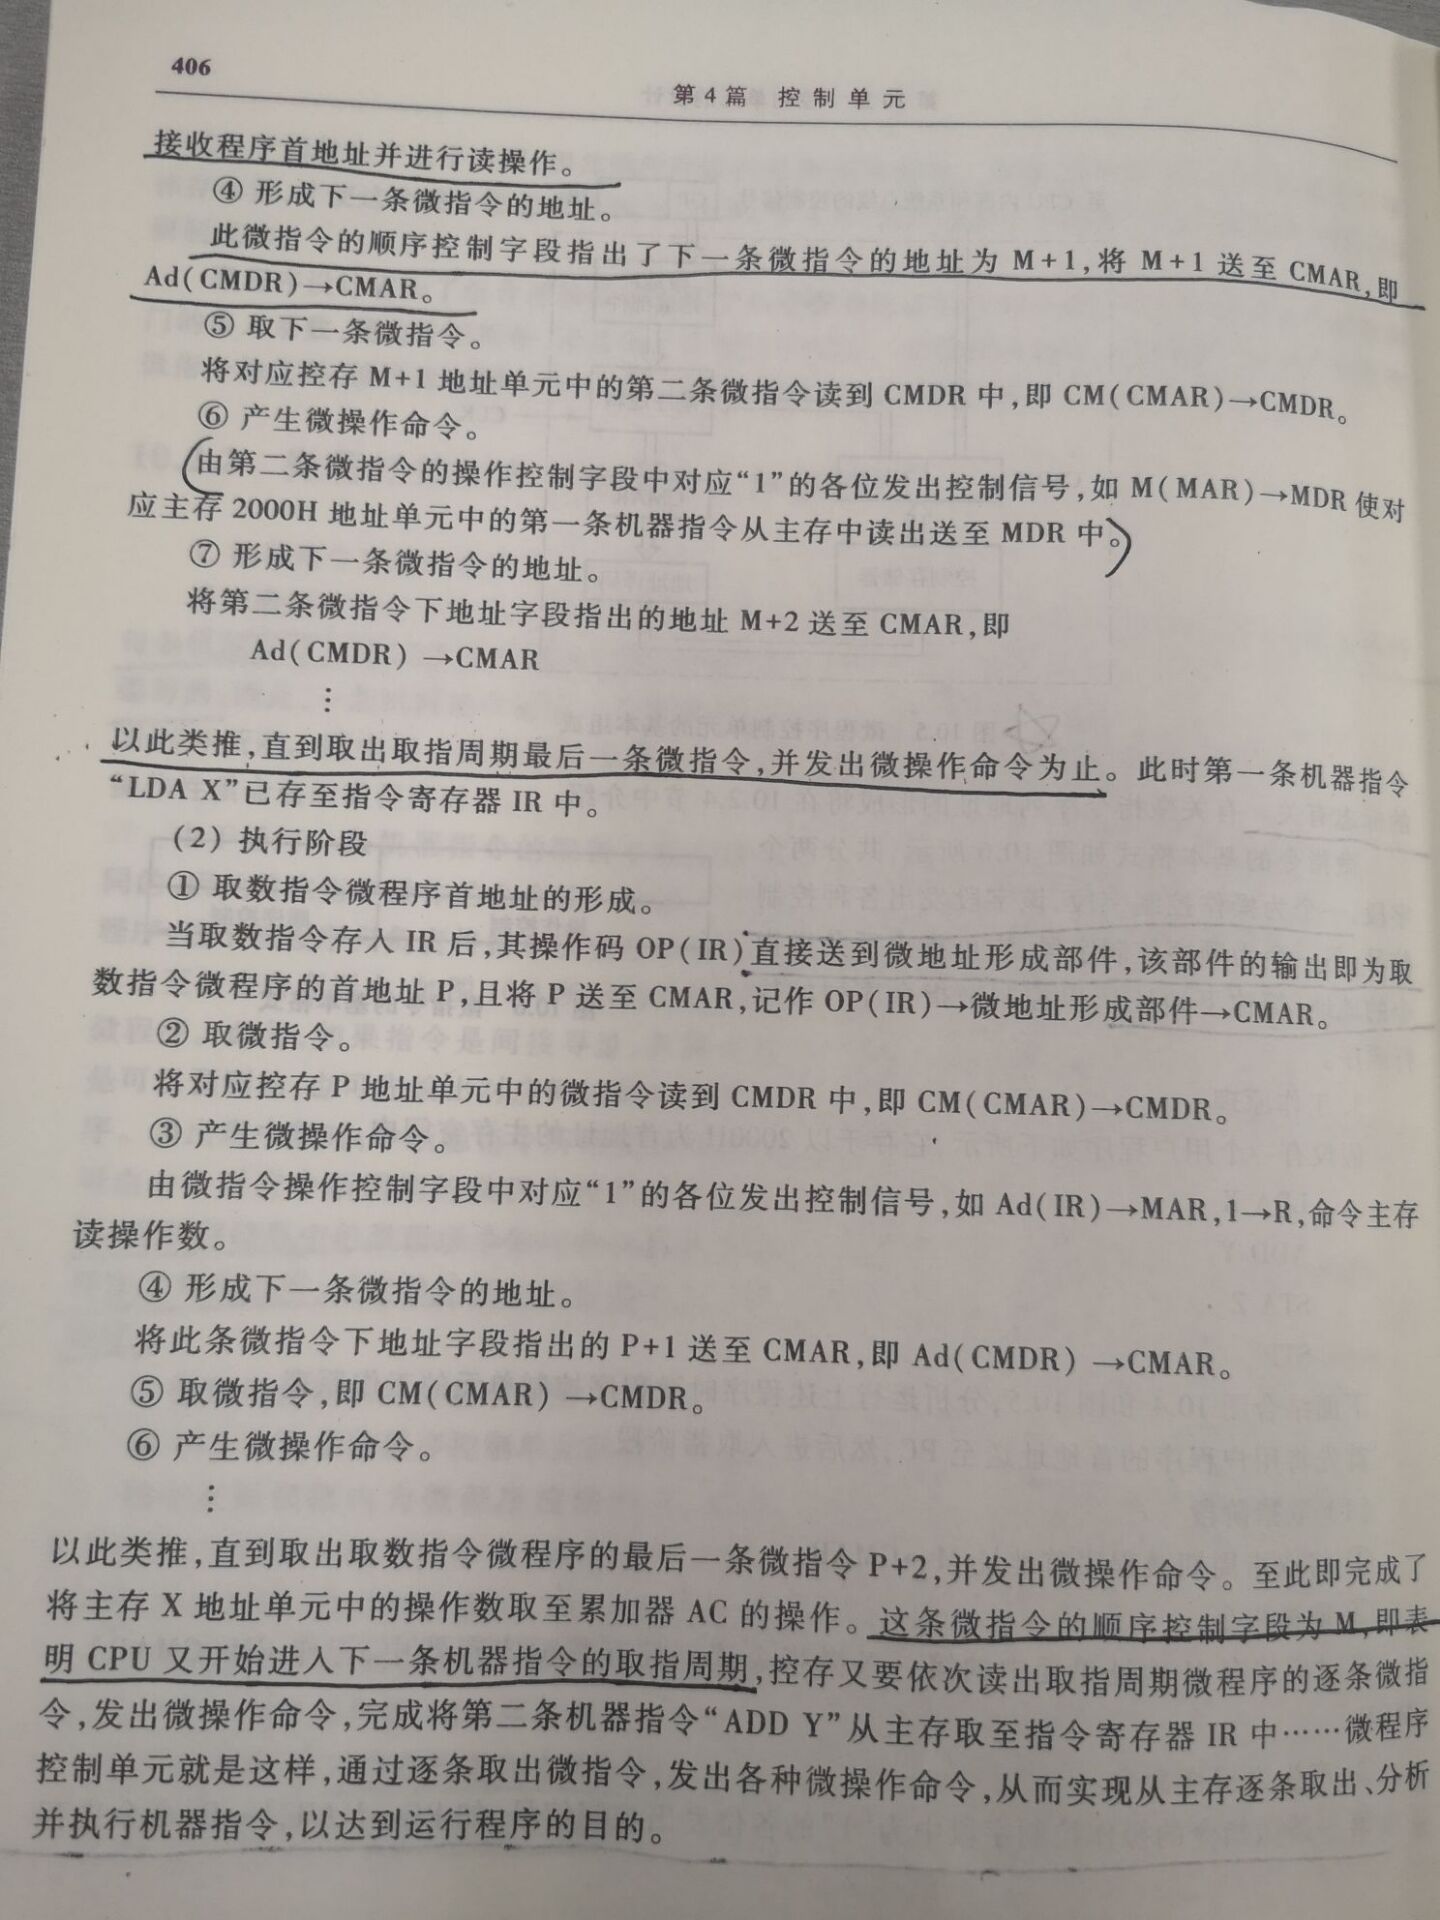 406
第4篇 控制单元
接收程序首地址并进行读操作。
④ 形成下一条微指令的地址。
此微指令的顺序控制字段指出了下一条微指令的地址为 M+1,将 M+1 送至 CMAR,即
Ad(CMDR)→CMAR。
⑤ 取下一条微指令。
将对应控存 M+1 地址单元中的第二条微指令读到 CMDR 中,即 CM(CMAR)→CMDR。
⑥ 产生微操作命令。
由第二条微指令的操作控制字段中对应“1”的各位发出控制信号,如 M(MAR)→MDR 使对
应主存 2000H 地址单元中的第一条机器指令从主存中读出送至 MDR 中。
⑦ 形成下一条微指令的地址。
将第二条微指令下地址字段指出的地址 M+2 送至 CMAR,即
Ad(CMDR) →CMAR
⋮
以此类推,直到取出取指周期最后一条微指令,并发出微操作命令为止。此时第一条机器指令
“LDA X”已存至指令寄存器 IR 中。
(2) 执行阶段
① 取数指令微程序首地址的形成。
当取数指令存入 IR 后,其操作码 OP(IR)直接送到微地址形成部件,该部件的输出即为取
数指令微程序的首地址 P,且将 P 送至 CMAR,记作 OP(IR)→微地址形成部件→CMAR。
② 取微指令。
将对应控存 P 地址单元中的微指令读到 CMDR 中,即 CM(CMAR)→CMDR。
③ 产生微操作命令。
由微指令操作控制字段中对应“1”的各位发出控制信号,如 Ad(IR)→MAR,1→R,命令主存
读操作数。
④ 形成下一条微指令的地址。
将此条微指令下地址字段指出的 P+1 送至 CMAR,即 Ad(CMDR) →CMAR。
⑤ 取微指令,即 CM(CMAR) →CMDR。
⑥ 产生微操作命令。
⋮
以此类推,直到取出取数指令微程序的最后一条微指令 P+2,并发出微操作命令。至此即完成了
将主存 X 地址单元中的操作数取至累加器 AC 的操作。这条微指令的顺序控制字段为 M,即表
明 CPU 又开始进入下一条机器指令的取指周期,控存又要依次读出取指周期微程序的逐条微指
令,发出微操作命令,完成将第二条机器指令“ADD Y”从主存取至指令寄存器 IR 中……微程序
控制单元就是这样,通过逐条取出微指令,发出各种微操作命令,从而实现从主存逐条取出、分析
并执行机器指令,以达到运行程序的目的。